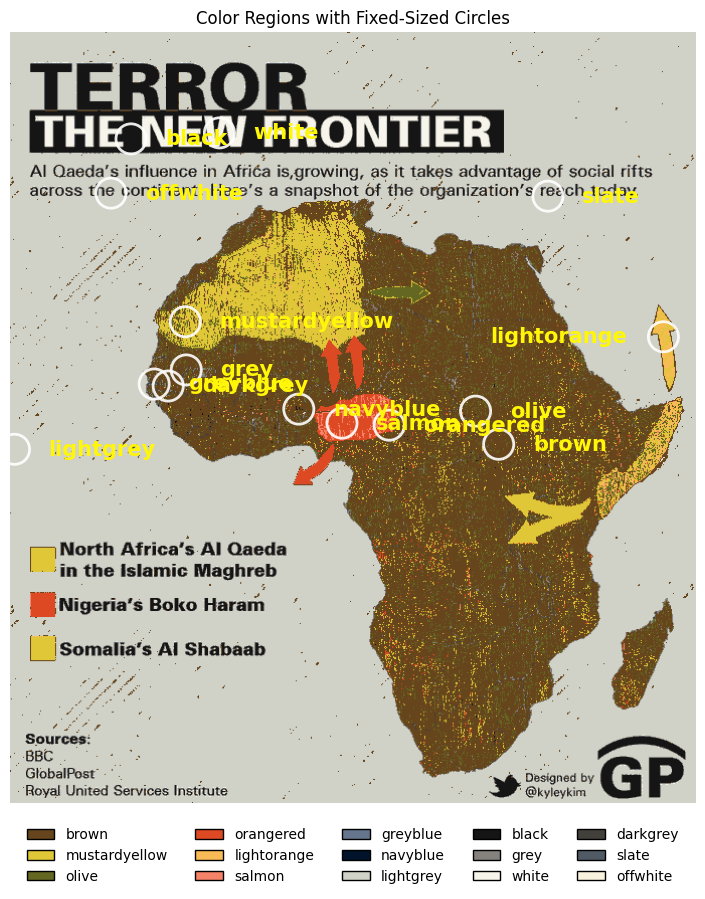 Color Regions with Fixed-Sized Circles
TERROR
THE NEW FRONTIER
black
white
Al Qaeda's influence in Africa is growing, as it takes advantage of social rifts
across the continent. Here's a snapshot of the organization's reach today.
offwhite
slate
mustardyellow
lightorange
grey
greyblue
darkgrey
navyblue
olive
salmon
orangered
brown
lightgrey
North Africa's Al Qaeda
in the Islamic Maghreb
Nigeria's Boko Haram
Somalia's Al Shabaab
Sources:
BBC
GlobalPost
Royal United Services Institute
Designed by
@kyleykim
GP
brown orangered greyblue black darkgrey
mustardyellow lightorange navyblue grey slate
olive salmon lightgrey white offwhite